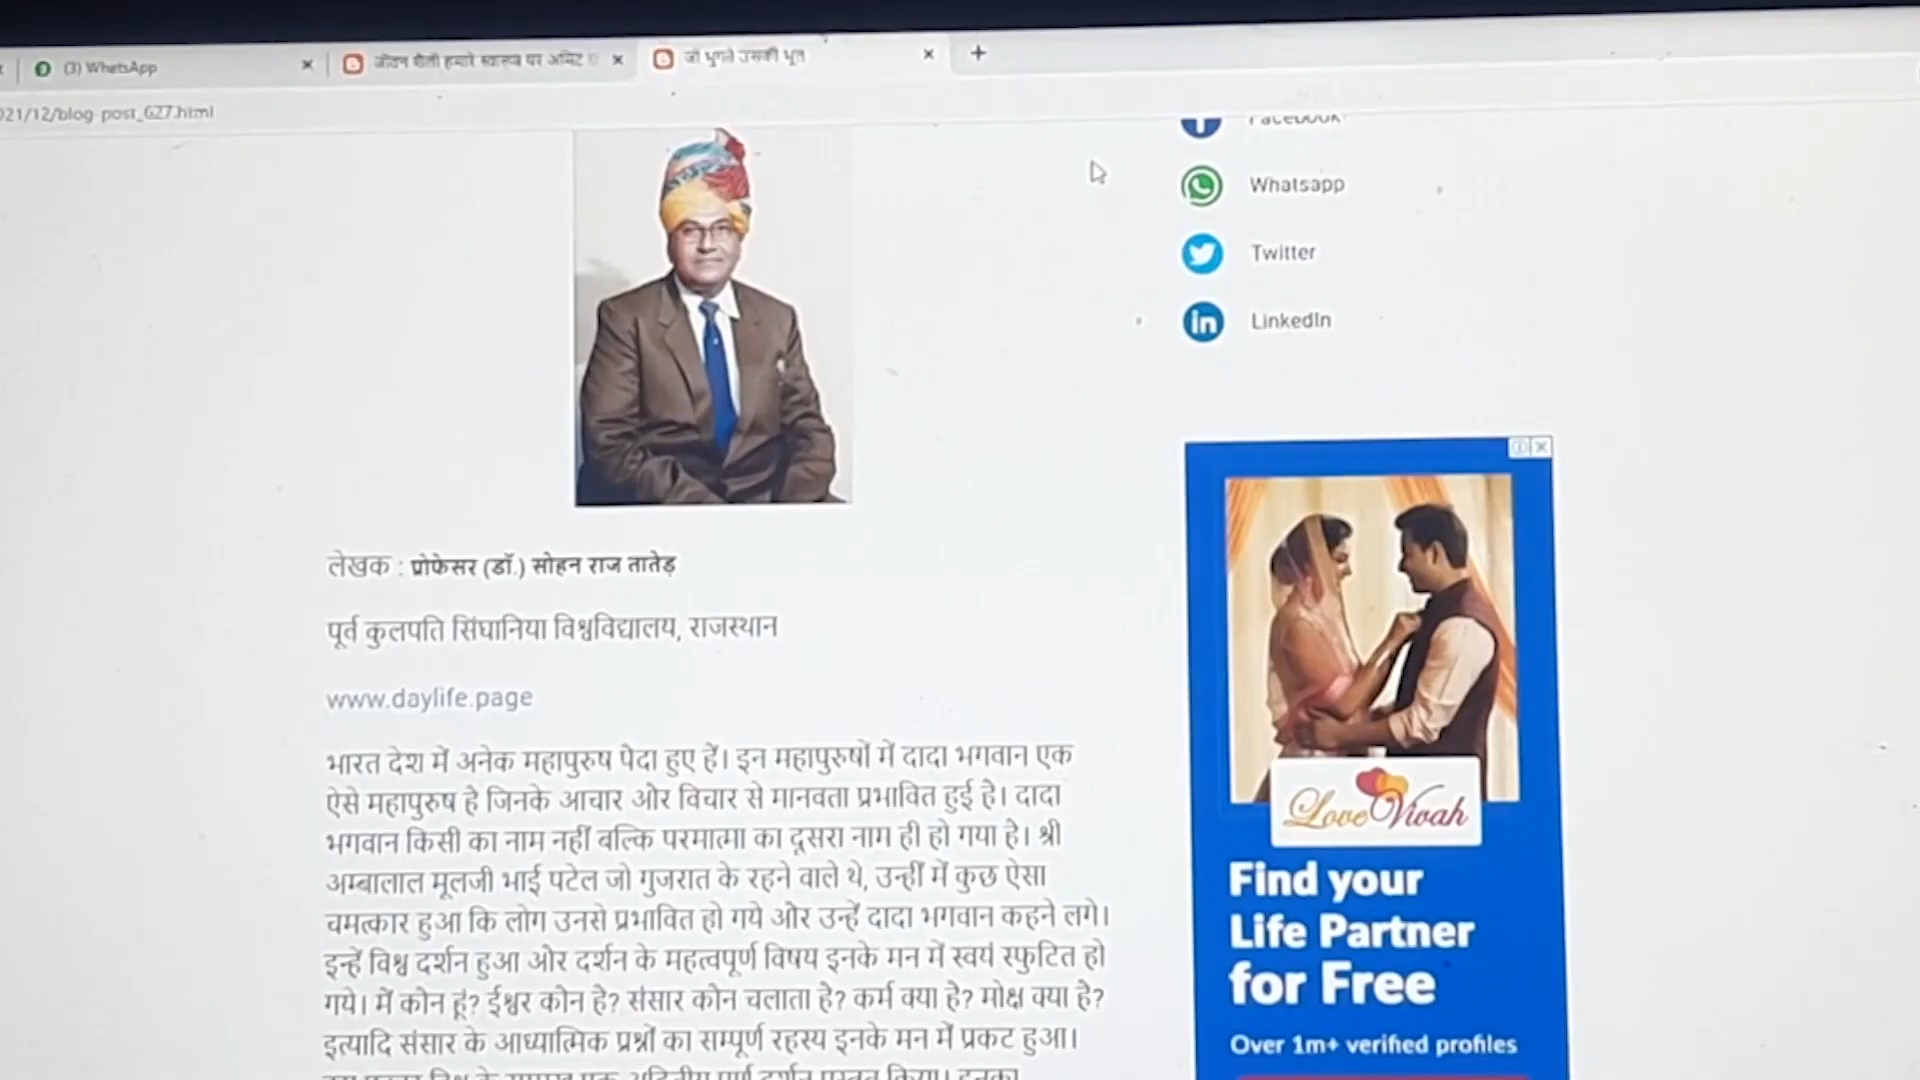 (3) WhatsApp
जीवन शैली हमारे स्वास्थ्य पर अमिट
जो भुगते उसकी भूल
021/12/blog-post_627.html
Facebook
Whatsapp
Twitter
LinkedIn
लेखक : प्रोफेसर (डॉ.) सोहन राज तातेड़
पूर्व कुलपति सिंघानिया विश्वविद्यालय, राजस्थान
www.daylife.page
भारत देश में अनेक महापुरुष पैदा हुए हैं। इन महापुरुषों में दादा भगवान एक
ऐसे महापुरुष है जिनके आचार और विचार से मानवता प्रभावित हुई है। दादा
भगवान किसी का नाम नहीं बल्कि परमात्मा का दूसरा नाम ही हो गया है। श्री
अम्बालाल मूलजी भाई पटेल जो गुजरात के रहने वाले थे, उन्हीं में कुछ ऐसा
चमत्कार हुआ कि लोग उनसे प्रभावित हो गये और उन्हें दादा भगवान कहने लगे।
इन्हें विश्व दर्शन हुआ और दर्शन के महत्वपूर्ण विषय इनके मन में स्वयं स्फुटित हो
गये। मैं कौन हूं? ईश्वर कौन है? संसार कौन चलाता है? कर्म क्या है? मोक्ष क्या है?
इत्यादि संसार के आध्यात्मिक प्रश्नों का सम्पूर्ण रहस्य इनके मन में प्रकट हुआ।
Love Vivah
Find your
Life Partner
for Free
Over 1m+ verified profiles